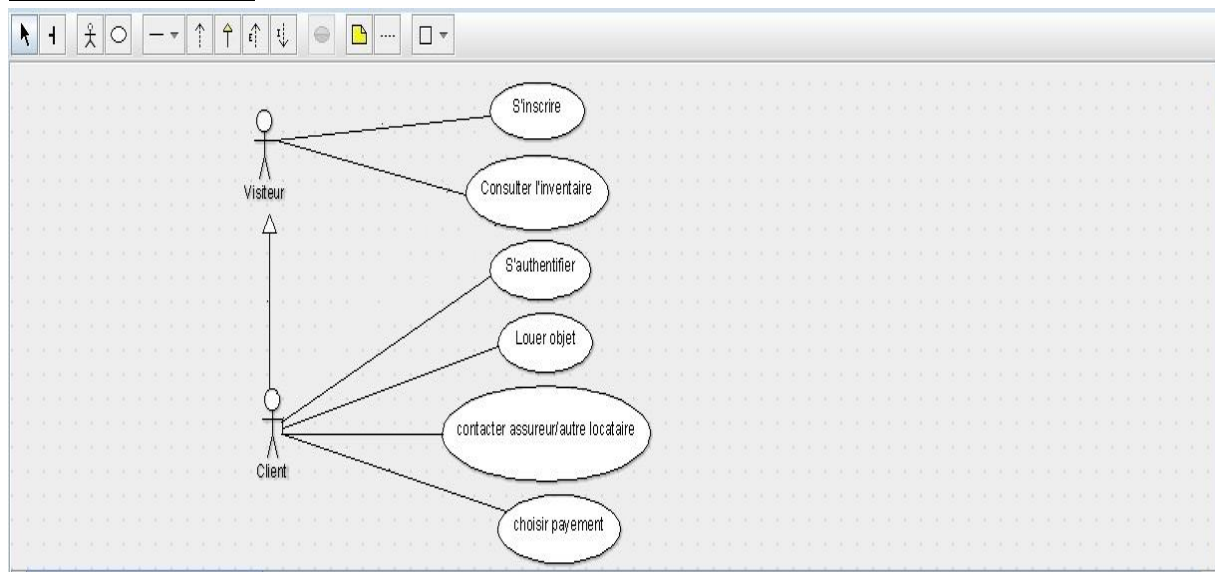 S'inscrire
Visiteur
Consulter l'inventaire
S'authentifier
Louer objet
contacter assureur/autre locataire
Client
choisir payement